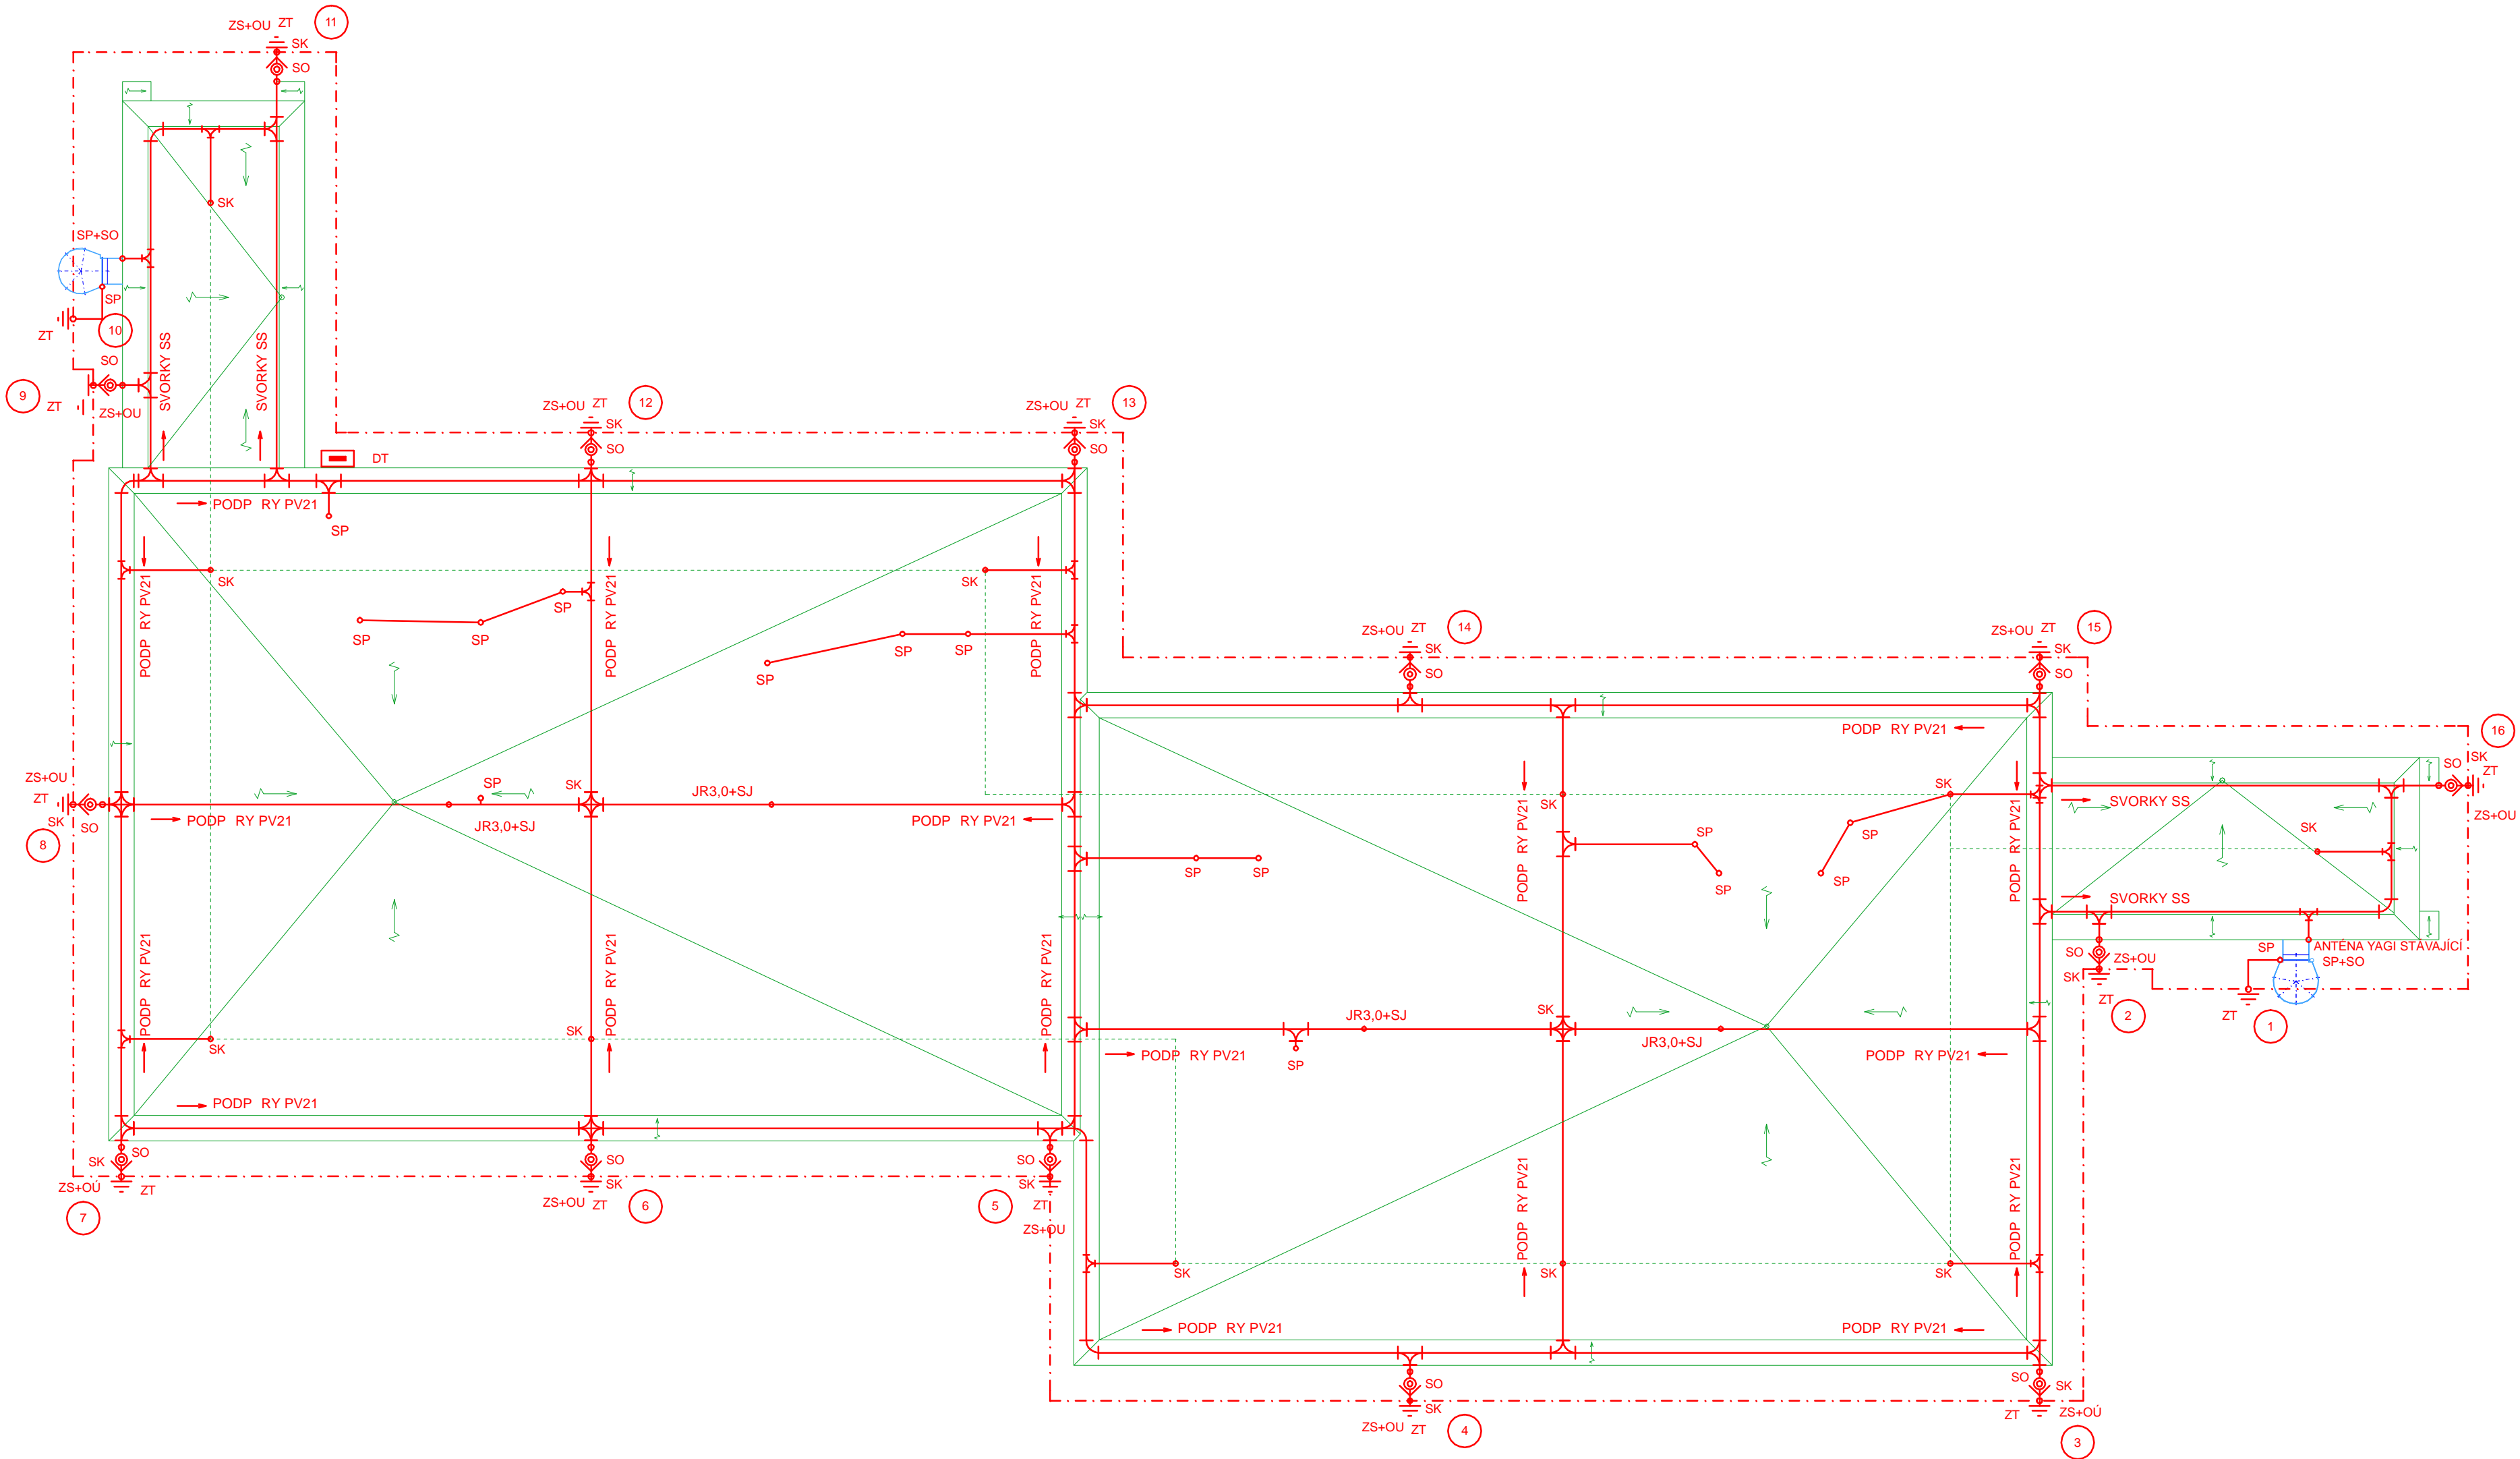 ZS+OU ZT 11
SK
SO
SK
SP+SO
SP
10
ZT
SO
9
ZT
ZS+OU
SVORKY SS
SVORKY SS
ZS+OU ZT 12
SK
SO
ZS+OU ZT 13
SK
SO
DT
PODP RY PV21
SP
SK
SK
PODP RY PV21
PODP RY PV21
PODP RY PV21
SP
SP
SP
SP
SP
SP
ZS+OU ZT 14
SK
SO
ZS+OU ZT 15
SK
SO
PODP RY PV21
16
ZS+OU
ZT
SK
SO
8
PODP RY PV21
SP
JR3,0+SJ
SK
JR3,0+SJ
PODP RY PV21
SK
SK
SO
SK
ZT
ZS+OU
SVORKY SS
SK
SVORKY SS
PODP RY PV21
PODP RY PV21
SP
SP
SP
SP
SP
SP
PODP RY PV21
PODP RY PV21
PODP RY PV21
SP
ANTÉNA YAGI STÁVAJÍCÍ
SP+SO
SO
ZS+OU
SK
ZT
2
ZT
1
SK
SK
JR3,0+SJ
SK
JR3,0+SJ
PODP RY PV21
SP
PODP RY PV21
PODP RY PV21
SK
SO
ZS+OÚ
ZT
7
SO
SK
ZS+OU ZT
6
SO
SK
5
ZT
ZS+OU
PODP RY PV21
PODP RY PV21
SK
SK
SK
PODP RY PV21
PODP RY PV21
SO
SK
ZS+OU ZT
4
SO
SK
ZT
ZS+OÚ
3